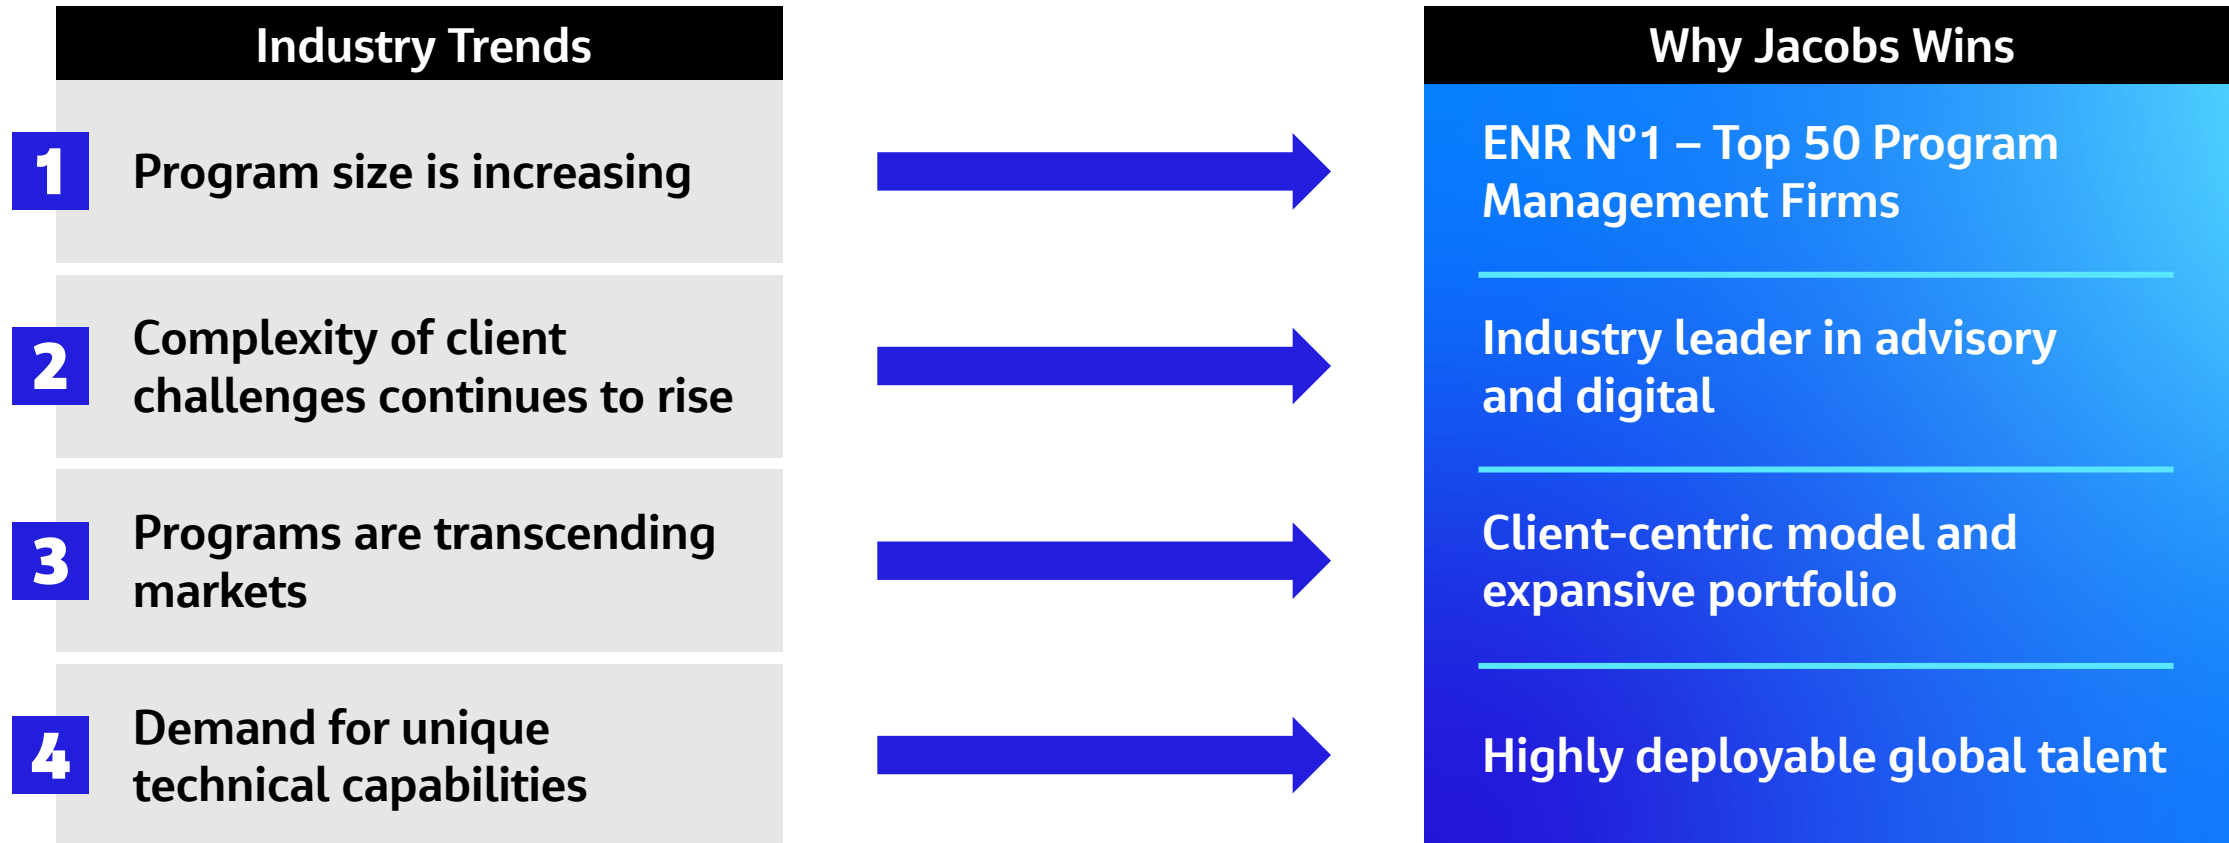 Industry Trends
Why Jacobs Wins
1
Program size is increasing
ENR Nº1 – Top 50 Program
Management Firms
2
Complexity of client
challenges continues to rise
Industry leader in advisory
and digital
3
Programs are transcending
markets
Client-centric model and
expansive portfolio
4
Demand for unique
technical capabilities
Highly deployable global talent